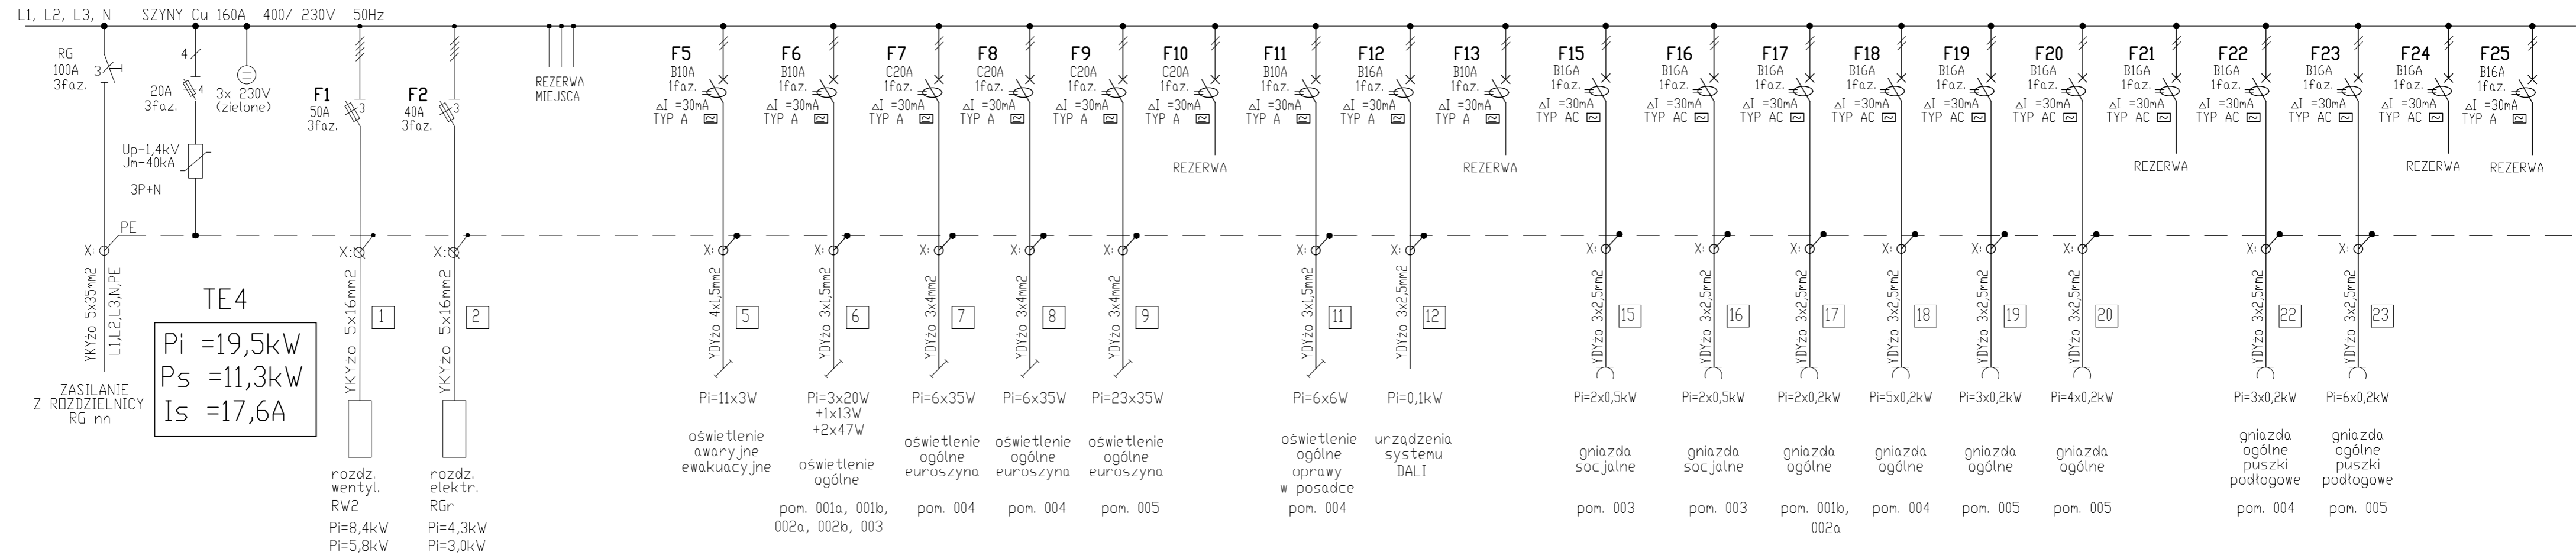 L1, L2, L3, N
SZYNY Cu 160A 400/ 230V 50Hz
RG
100A
3faz.
3
4
20A
3faz.
4
3x 230V
(zielone)
Up-1,4kV
Jm-40kA
3P+N
PE
X:
YKYżo 5x35mm2
L1,L2,L3,N,PE
ZASILANIE
Z ROZDZIELNICY
RG nn
TE4
Pi =19,5kW
Ps =11,3kW
Is =17,6A
F1
50A
3faz.
3
X:
YKYżo 5x16mm2
1
rozdz.
wentyl.
RW2
Pi=8,4kW
Pi=5,8kW
F2
40A
3faz.
3
X:
YKYżo 5x16mm2
2
rozdz.
elektr.
RGr
Pi=4,3kW
Pi=3,0kW
REZERWA
MIEJSCA
F5
B10A
1faz.
ΔI =30mA
TYP A
X:
YDYżo 4x1,5mm2
5
Pi=11x3W
oświetlenie
awaryjne
ewakuacyjne
F6
B10A
1faz.
ΔI =30mA
TYP A
X:
YDYżo 3x1,5mm2
6
Pi=3x20W
+1x13W
+2x47W
oświetlenie
ogólne
pom. 001a, 001b,
002a, 002b, 003
F7
C20A
1faz.
ΔI =30mA
TYP A
X:
YDYżo 3x4mm2
7
Pi=6x35W
oświetlenie
ogólne
euroszyna
pom. 004
F8
C20A
1faz.
ΔI =30mA
TYP A
X:
YDYżo 3x4mm2
8
Pi=6x35W
oświetlenie
ogólne
euroszyna
pom. 004
F9
C20A
1faz.
ΔI =30mA
TYP A
X:
YDYżo 3x4mm2
9
Pi=23x35W
oświetlenie
ogólne
euroszyna
pom. 005
F10
C20A
1faz.
ΔI =30mA
TYP A
REZERWA
F11
B10A
1faz.
ΔI =30mA
TYP A
X:
YDYżo 3x1,5mm2
11
Pi=6x6W
oświetlenie
ogólne
oprawy
w posadce
pom. 004
F12
B10A
1faz.
ΔI =30mA
TYP A
X:
YDYżo 3x2,5mm2
12
Pi=0,1kW
urządzenia
systemu
DALI
F13
B10A
1faz.
ΔI =30mA
TYP A
REZERWA
F15
B16A
1faz.
ΔI =30mA
TYP AC
X:
YDYżo 3x2,5mm2
15
Pi=2x0,5kW
gniazda
socjalne
pom. 003
F16
B16A
1faz.
ΔI =30mA
TYP AC
X:
YDYżo 3x2,5mm2
16
Pi=2x0,5kW
gniazda
socjalne
pom. 003
F17
B16A
1faz.
ΔI =30mA
TYP AC
X:
YDYżo 3x2,5mm2
17
Pi=2x0,2kW
gniazda
ogólne
pom. 001b,
002a
F18
B16A
1faz.
ΔI =30mA
TYP AC
X:
YDYżo 3x2,5mm2
18
Pi=5x0,2kW
gniazda
ogólne
pom. 004
F19
B16A
1faz.
ΔI =30mA
TYP AC
X:
YDYżo 3x2,5mm2
19
Pi=3x0,2kW
gniazda
ogólne
pom. 005
F20
B16A
1faz.
ΔI =30mA
TYP AC
X:
YDYżo 3x2,5mm2
20
Pi=4x0,2kW
gniazda
ogólne
pom. 005
F21
B16A
1faz.
ΔI =30mA
TYP AC
REZERWA
F22
B16A
1faz.
ΔI =30mA
TYP AC
X:
YDYżo 3x2,5mm2
22
Pi=3x0,2kW
gniazda
ogólne
puszki
podłogowe
pom. 004
F23
B16A
1faz.
ΔI =30mA
TYP AC
X:
YDYżo 3x2,5mm2
23
Pi=6x0,2kW
gniazda
ogólne
puszki
podłogowe
pom. 005
F24
B16A
1faz.
ΔI =30mA
TYP AC
REZERWA
F25
B16A
1faz.
ΔI =30mA
TYP A
REZERWA